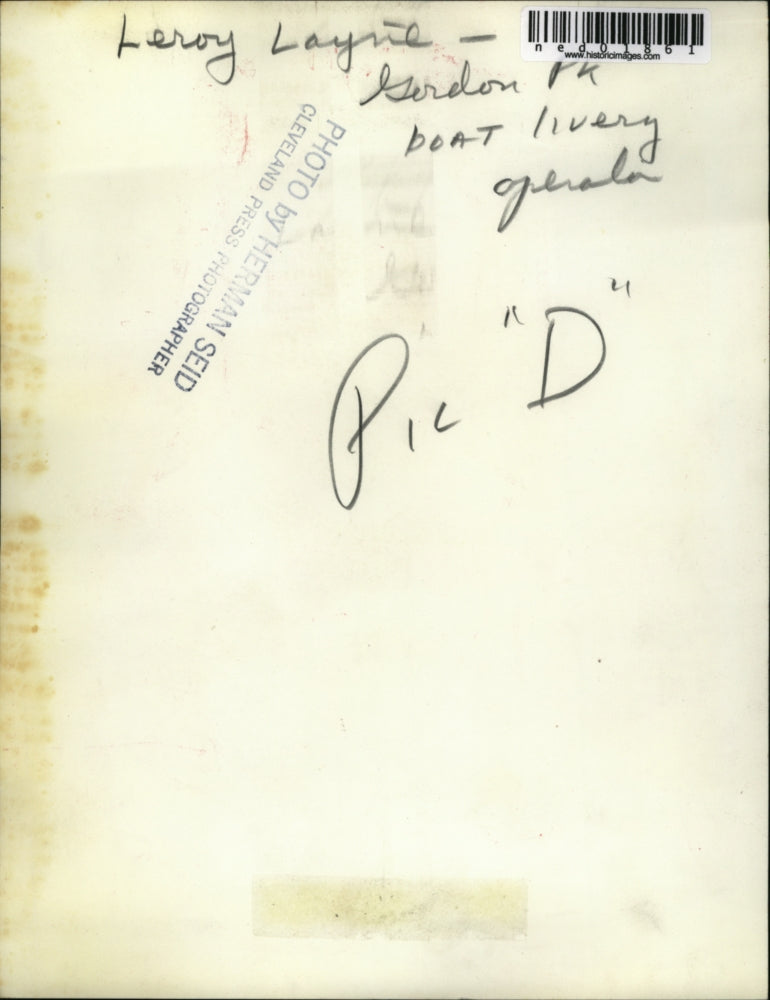 Leroy Layne -
ned01861
www.historicimages.com
Gordon Pk
boat livery
operator
PHOTO by HERMAN SEID
CLEVELAND PRESS PHOTOGRAPHER
Pic "D"